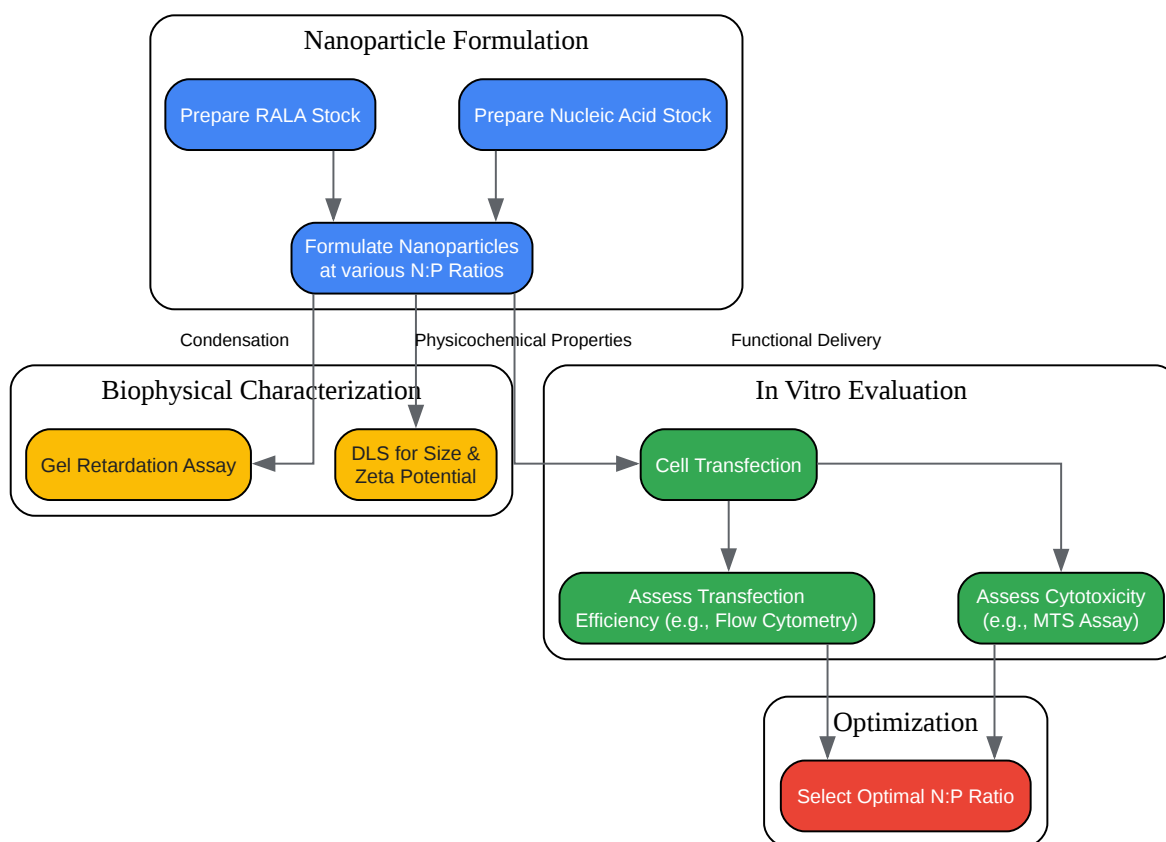 Nanoparticle Formulation
Prepare RALA Stock
Prepare Nucleic Acid Stock
Formulate Nanoparticles
at various N:P Ratios
Condensation
Physicochemical Properties
Functional Delivery
Biophysical Characterization
Gel Retardation Assay
DLS for Size &
Zeta Potential
In Vitro Evaluation
Cell Transfection
Assess Transfection
Efficiency (e.g., Flow Cytometry)
Assess Cytotoxicity
(e.g., MTS Assay)
Optimization
Select Optimal N:P Ratio